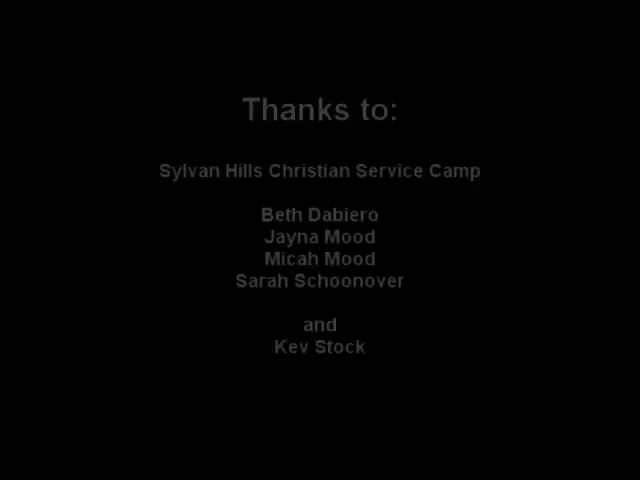 Thanks to:
Sylvan Hills Christian Service Camp
Beth Dabiero
Jayna Mood
Micah Mood
Sarah Schoonover
and
Kev Stock